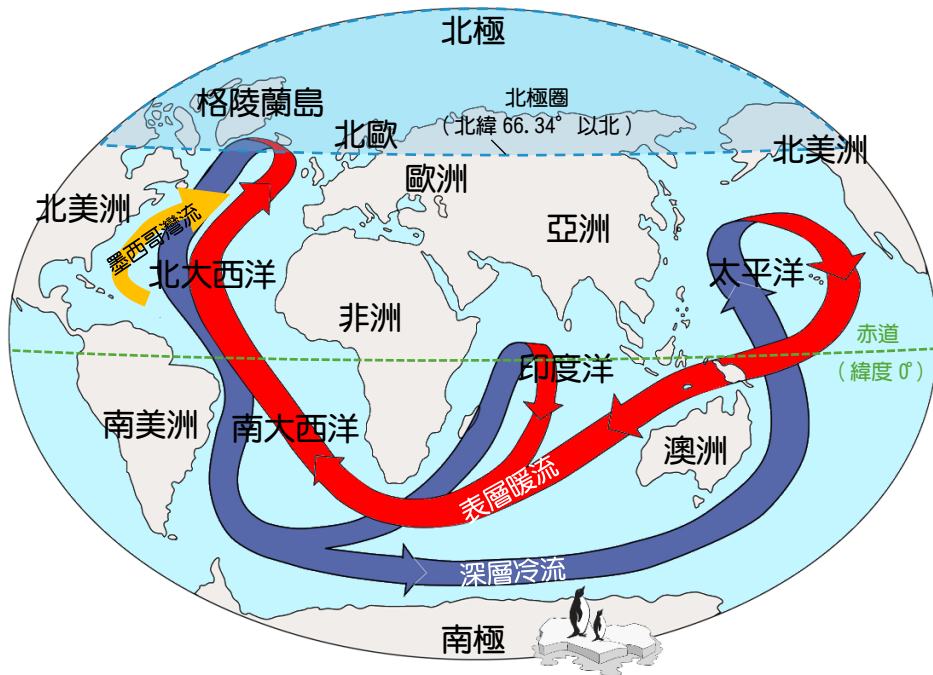 北極
格陵蘭島
北極圈
（北緯 66.34° 以北）
北歐
北美洲
歐洲
北美洲
亞洲
墨西哥灣流
北大西洋
太平洋
非洲
赤道
（緯度 0°）
印度洋
南美洲
南大西洋
澳洲
表層暖流
深層冷流
南極